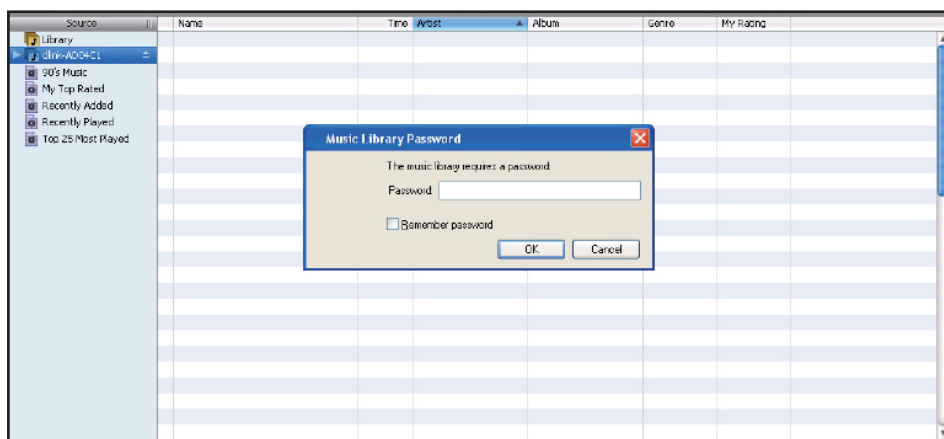 Source Name Time Artist Album Genre My Rating
Library
dlink-AD04C1
90's Music
My Top Rated
Recently Added
Recently Played
Top 25 Most Played
Music Library Password
The music library requires a password
Password
Remember password
OK Cancel